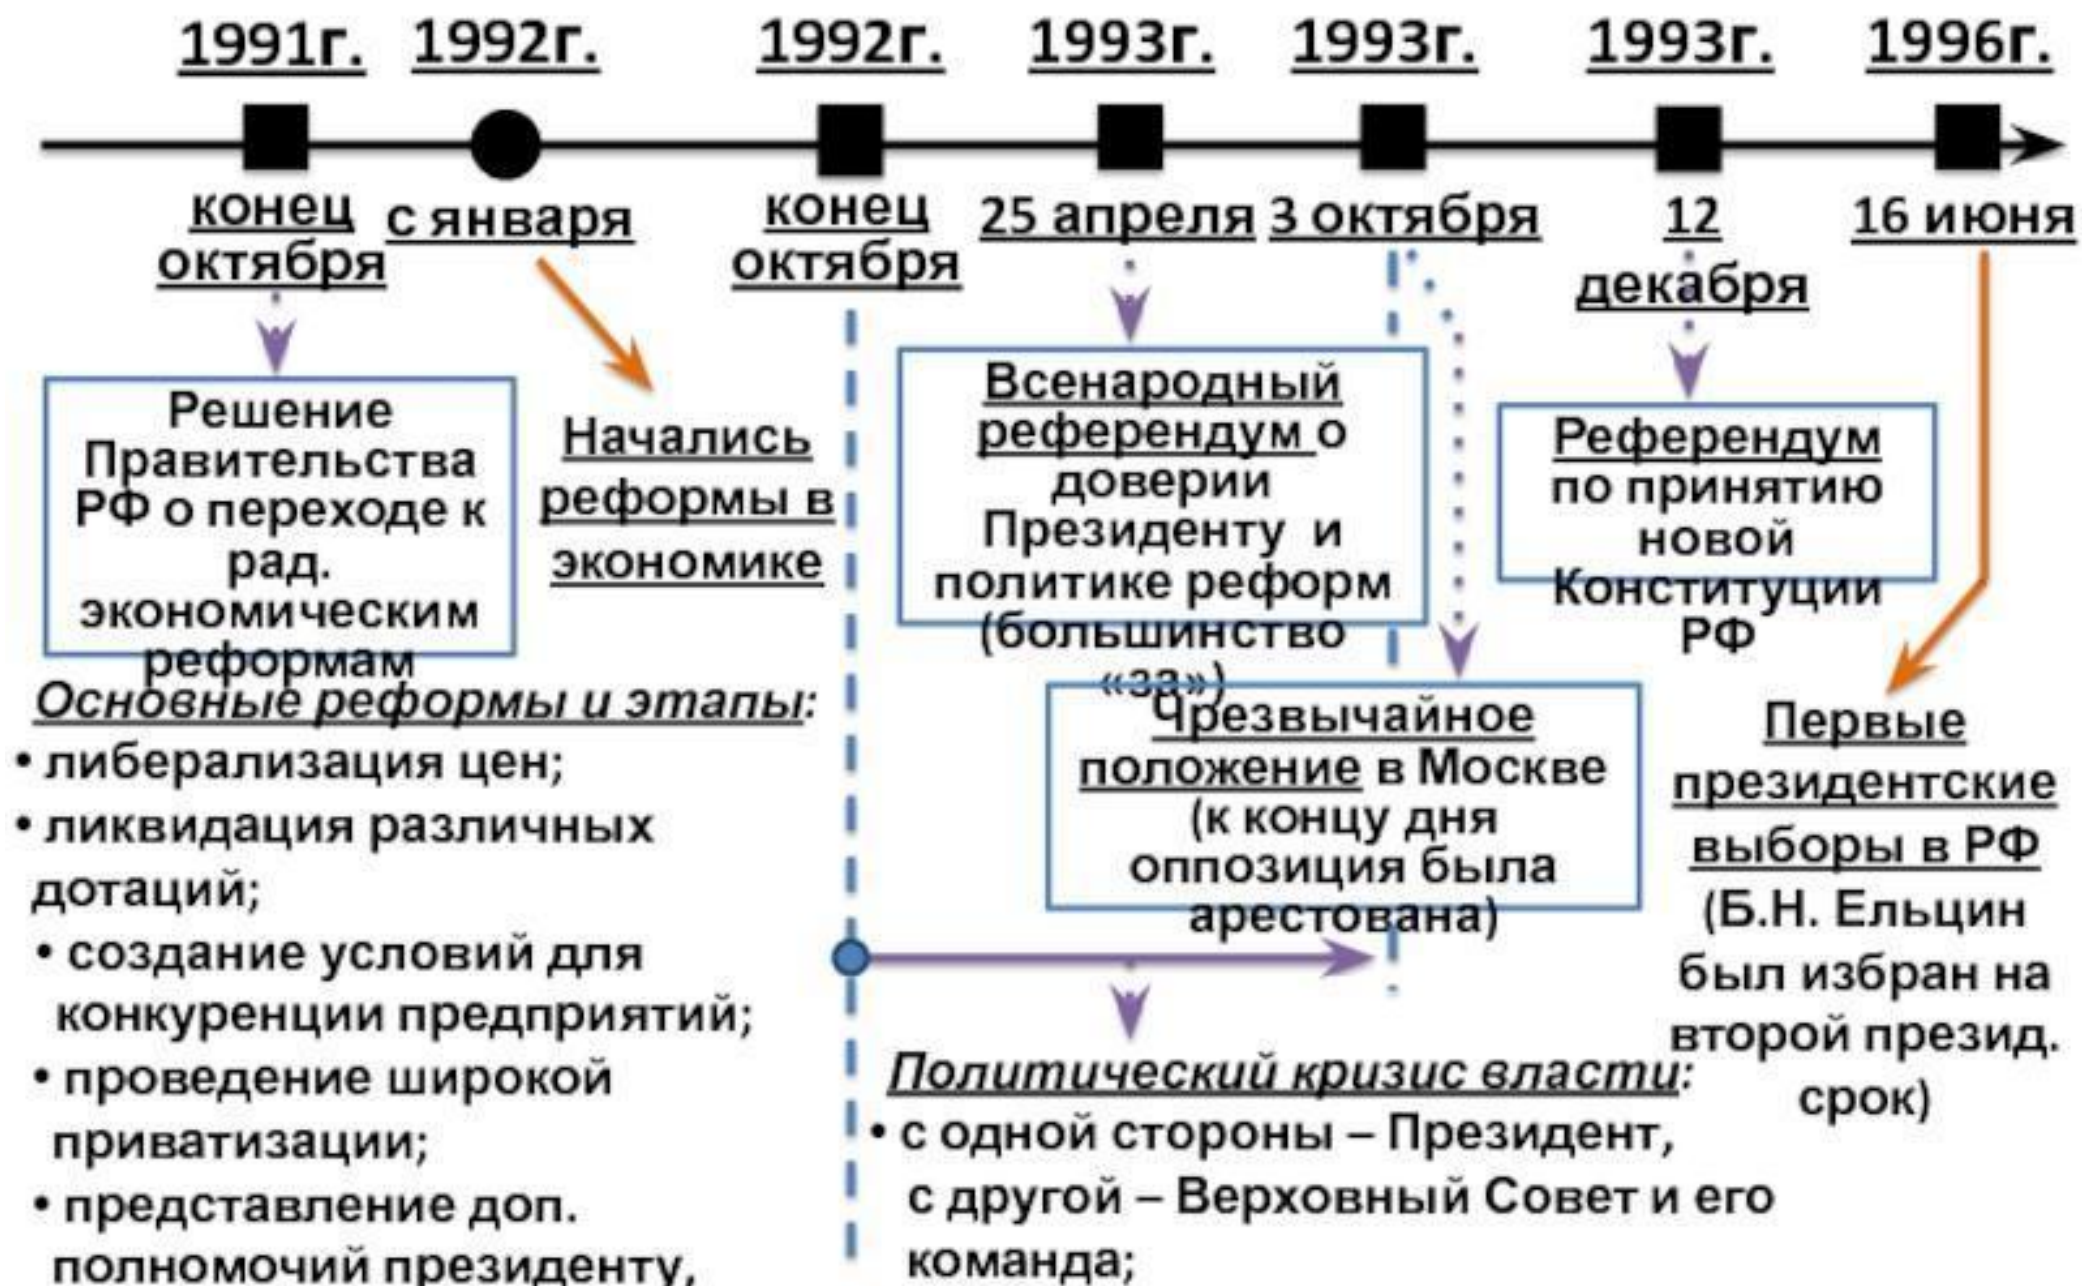 1991г. 1992г. 1992г. 1993г. 1993г. 1993г. 1996г.
конец октября
с января
конец октября
25 апреля
3 октября
12
декабря
16 июня
Решение
Правительства
РФ о переходе к
рад.
экономическим
реформам
Начались
реформы в
экономике
Всенародный
референдум о
доверии
Президенту и
политике реформ
(большинство
«за»)
Чрезвычайное
положение в Москве
(к концу дня
оппозиция была
арестована)
Референдум
по принятию
новой
Конституции
РФ
Первые
президентские
выборы в РФ
(Б.Н. Ельцин
был избран на
второй презид.
срок)
Основные реформы и этапы:
• либерализация цен;
• ликвидация различных
дотаций;
• создание условий для
конкуренции предприятий;
• проведение широкой
приватизации;
• представление доп.
полномочий президенту,
Политический кризис власти:
• с одной стороны – Президент,
с другой – Верховный Совет и его
команда;